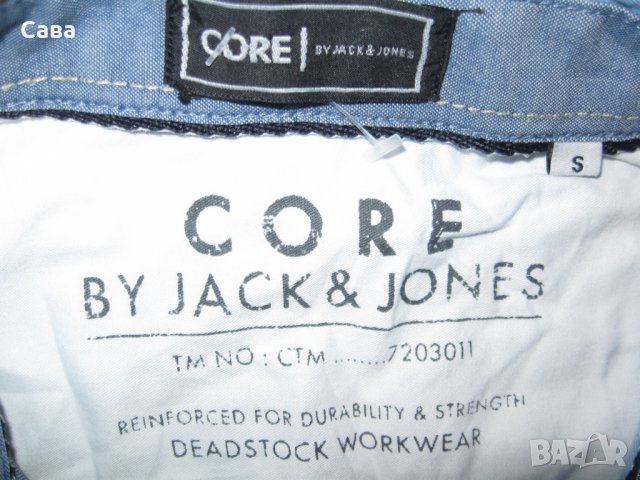 Сава
CORE
BY JACK & JONES
S
CORE
BY JACK & JONES
TM NO : CTM ........7203011
REINFORCED FOR DURABILITY & STRENGTH
DEADSTOCK WORKWEAR
BAZAR